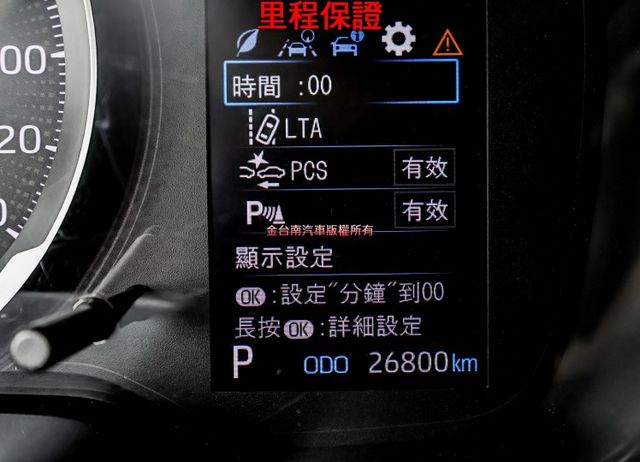 里程保證
00
時間 :00
LTA
20
PCS 有效
P 有效
金台南汽車版權所有
顯示設定
OK:設定"分鐘"到00
長按OK:詳細設定
P ODO 26800km